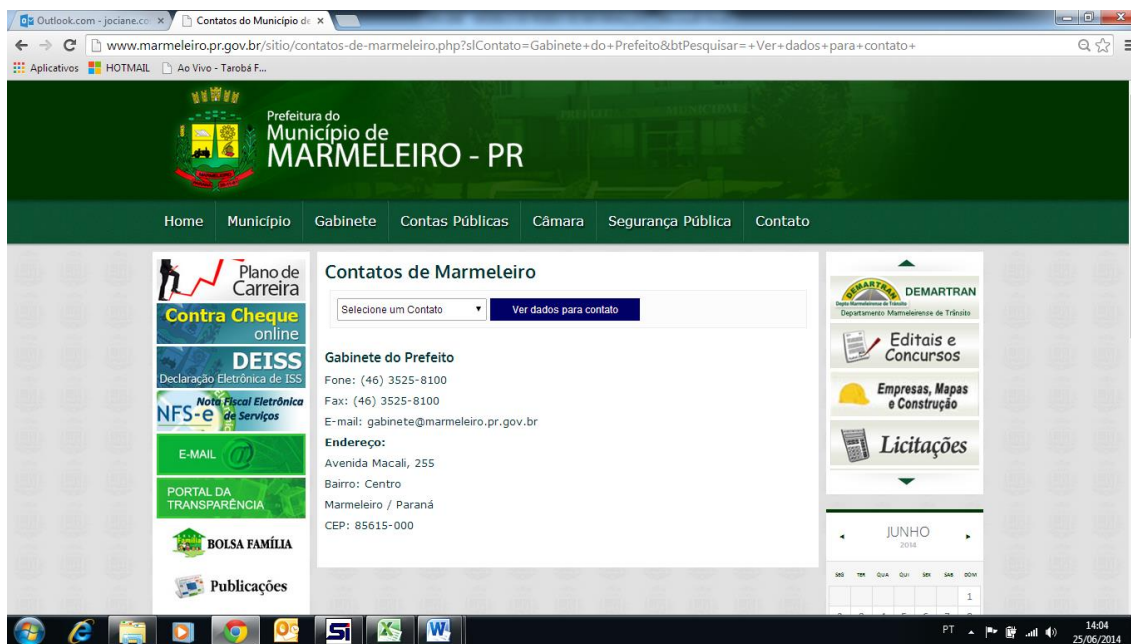 Outlook.com - jociane.co
Contatos do Município de
www.marmeleiro.pr.gov.br/sitio/contatos-de-marmeleiro.php?slContato=Gabinete+do+Prefeito&btPesquisar=+Ver+dados+para+contato+
Aplicativos HOTMAIL Ao Vivo - Tarobá F...
Prefeitura do
Município de
MARMELEIRO - PR
Home Município Gabinete Contas Públicas Câmara Segurança Pública Contato
Plano de
Carreira
Contra Cheque
online
DEISS
Declaração Eletrônica de ISS
Nota Fiscal Eletrônica
NFS-e de Serviços
E-MAIL
PORTAL DA
TRANSPARÊNCIA
BOLSA FAMÍLIA
Publicações
Contatos de Marmeleiro
Selecione um Contato Ver dados para contato
Gabinete do Prefeito
Fone: (46) 3525-8100
Fax: (46) 3525-8100
E-mail: gabinete@marmeleiro.pr.gov.br
Endereço:
Avenida Macali, 255
Bairro: Centro
Marmeleiro / Paraná
CEP: 85615-000
DEMARTRAN
DEMARTRAN
Departamento Marmeleirense de Trânsito
Editais e
Concursos
Empresas, Mapas
e Construção
Licitações
JUNHO
2014
SEG TER QUA QUI SEX SAB DOM
1
PT
14:04
25/06/2014